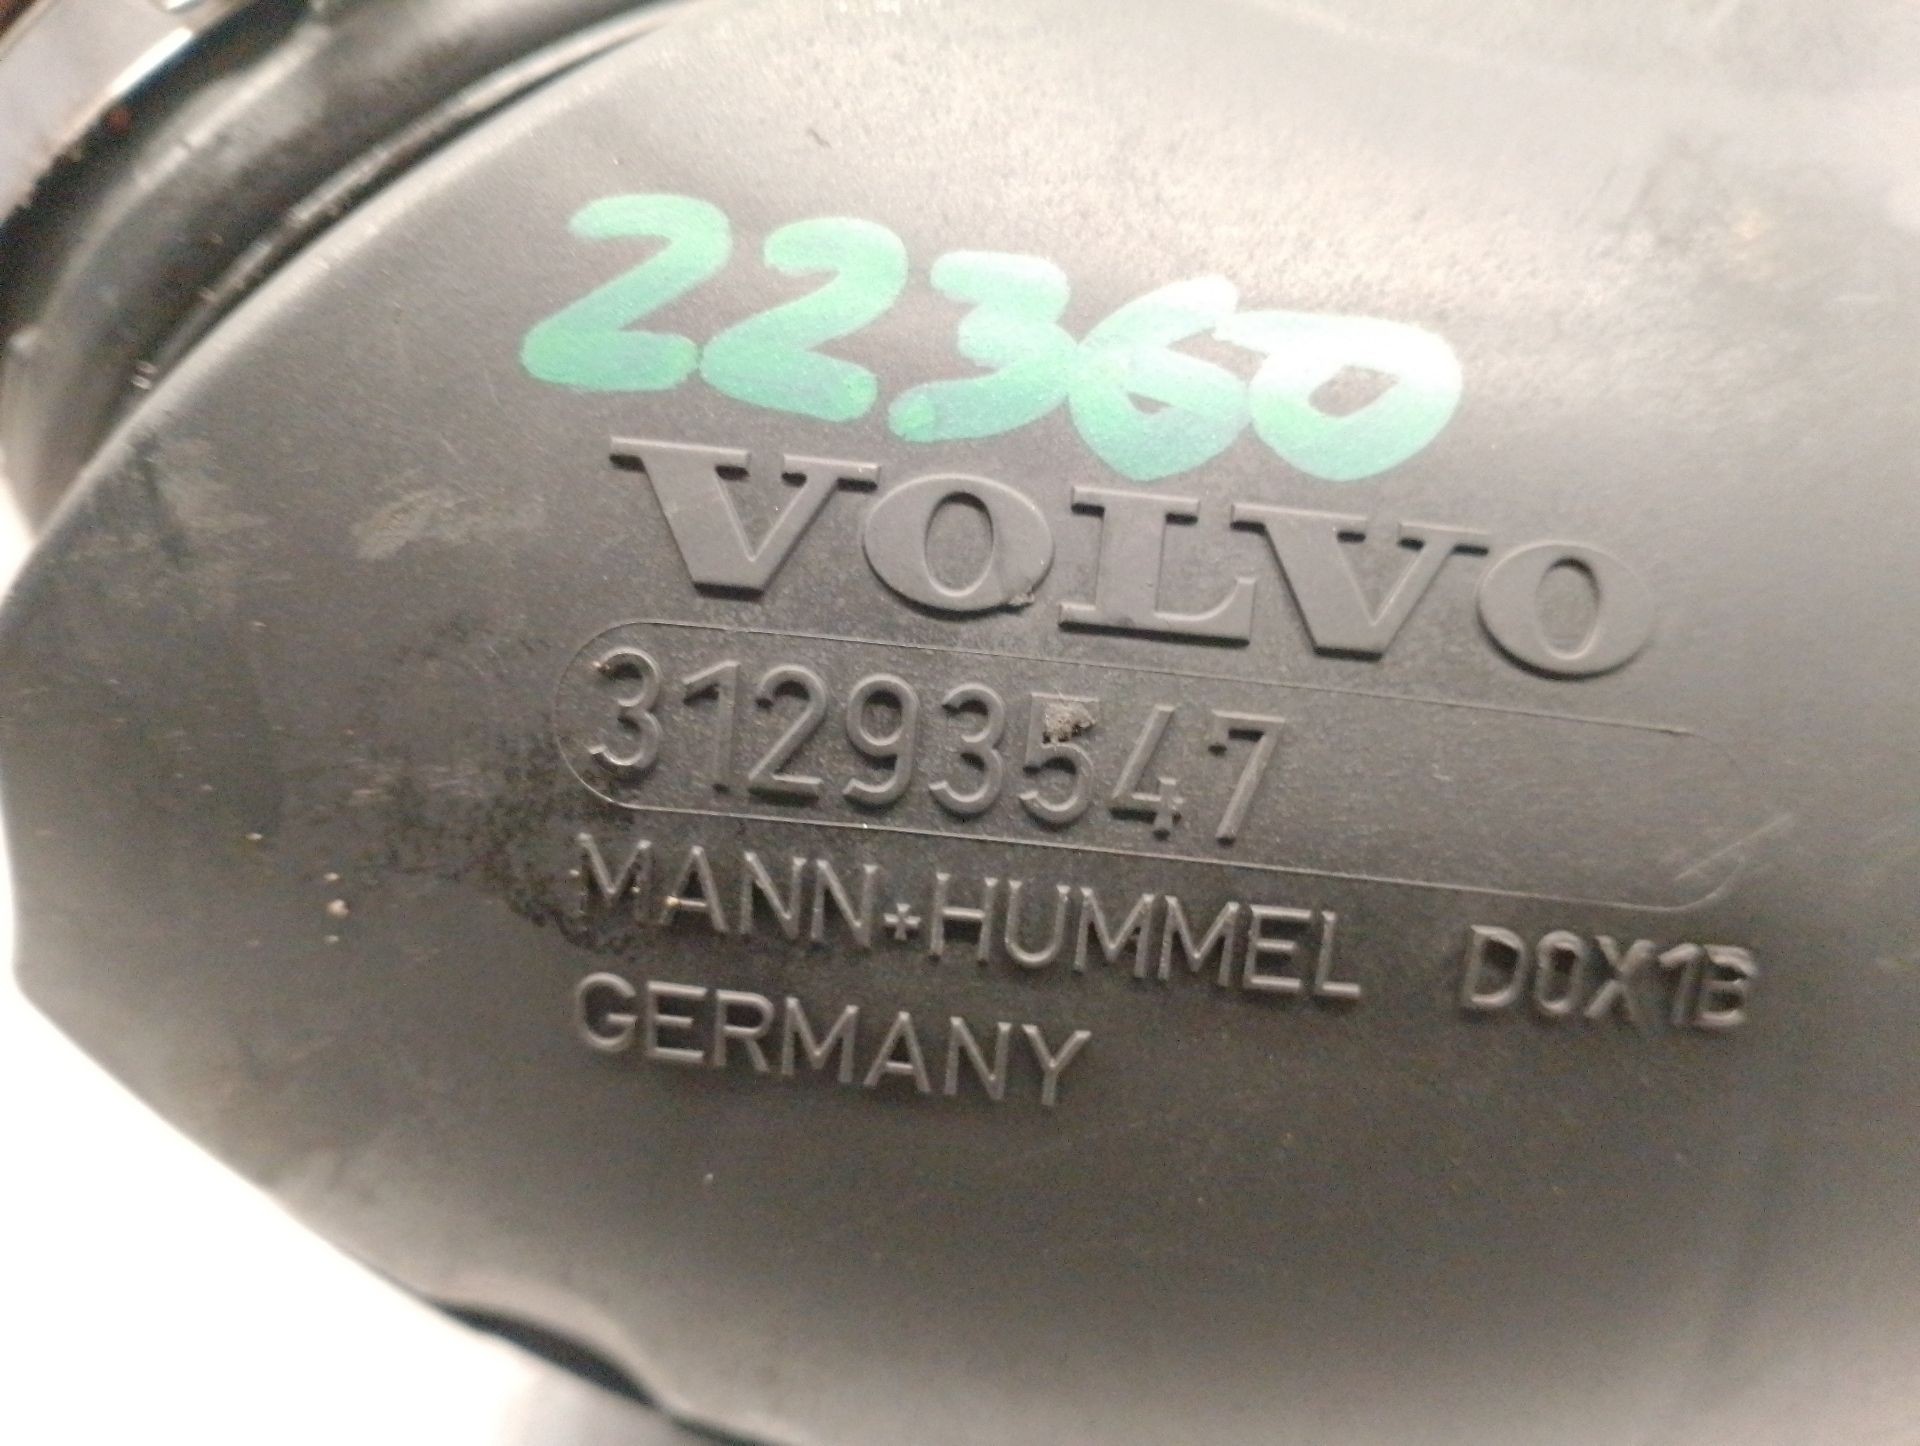 22360
VOLVO
31293547
MANN+HUMMEL D0X1B
GERMANY